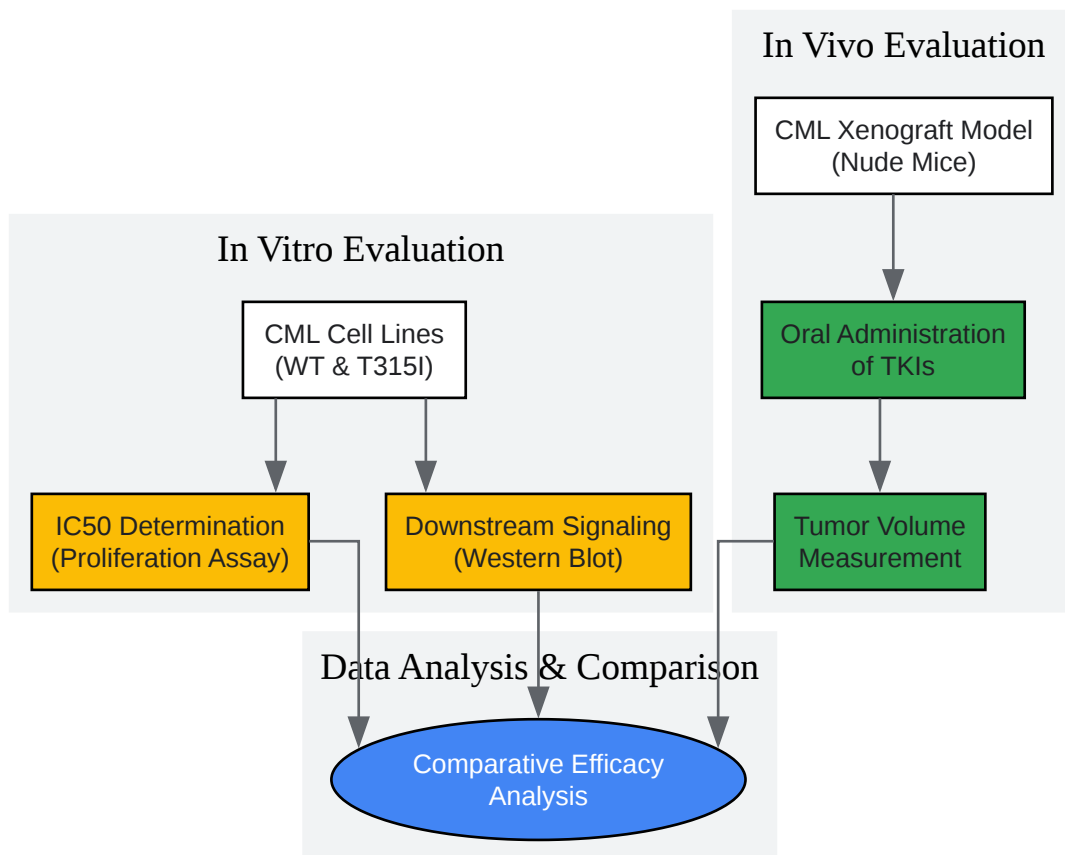 In Vivo Evaluation
CML Xenograft Model
(Nude Mice)
Oral Administration
of TKIs
Tumor Volume
Measurement
In Vitro Evaluation
CML Cell Lines
(WT & T315I)
IC50 Determination
(Proliferation Assay)
Downstream Signaling
(Western Blot)
Data Analysis & Comparison
Comparative Efficacy
Analysis